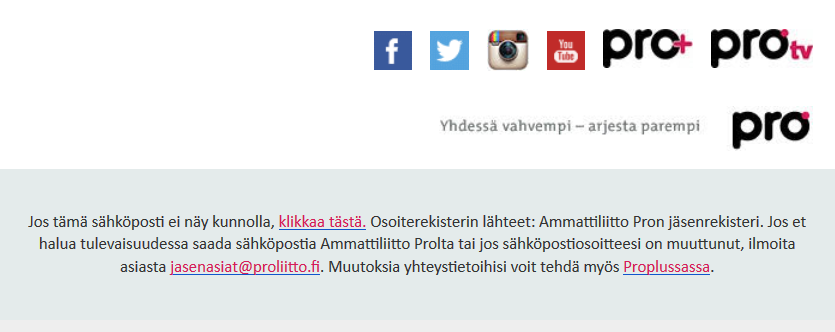 f You Tube pro+ pro tv
Yhdessä vahvempi – arjesta parempi pro
Jos tämä sähköposti ei näy kunnolla, klikkaa tästä. Osoiterekisterin lähteet: Ammattiliitto Pron jäsenrekisteri. Jos et
halua tulevaisuudessa saada sähköpostia Ammattiliitto Prolta tai jos sähköpostiosoitteesi on muuttunut, ilmoita
asiasta jasenasiat@proliitto.fi. Muutoksia yhteystietoihisi voit tehdä myös Proplussassa.